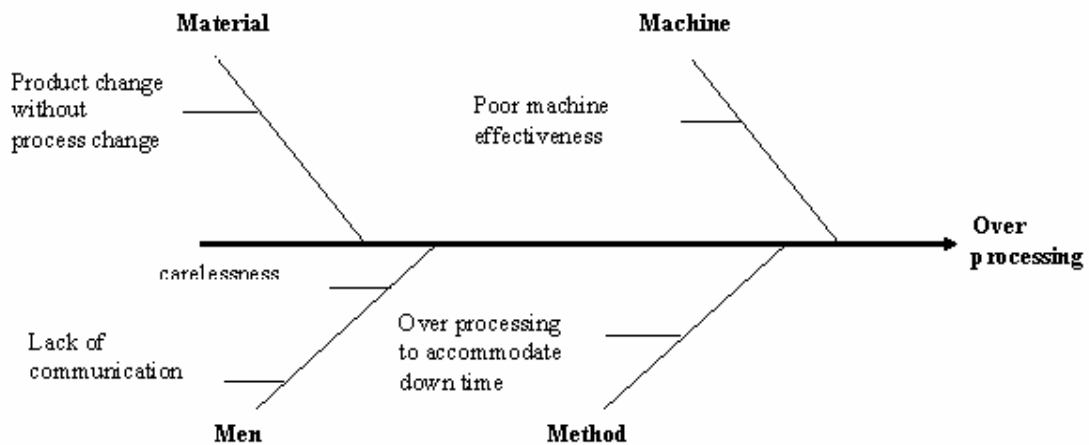 Material
Machine
Product change
without
process change
Poor machine
effectiveness
Over
processing
carelessness
Lack of
communication
Over processing
to accommodate
down time
Men
Method